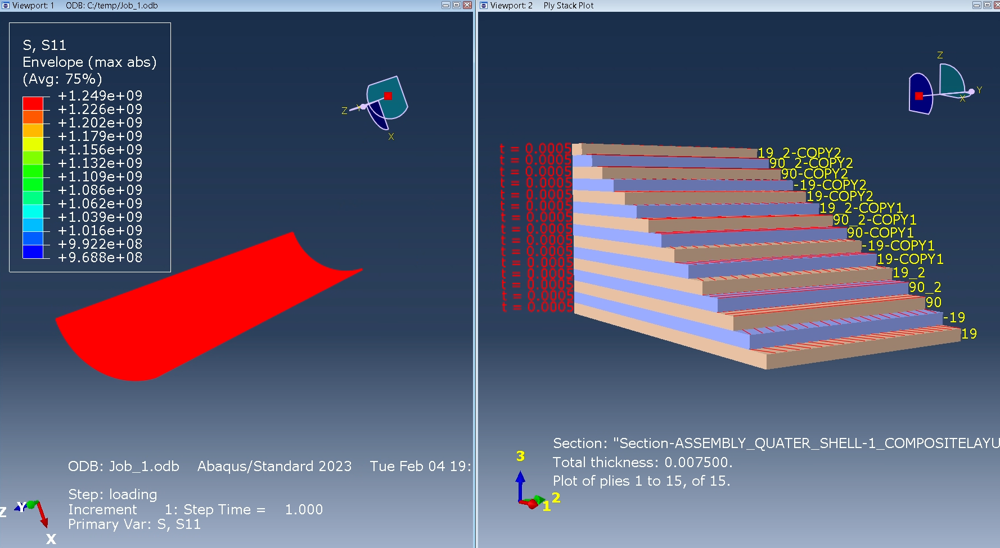 Viewport: 1 ODB: C:/temp/Job_1.odb
S, S11
Envelope (max abs)
(Avg: 75%)
+1.249e+09
+1.226e+09
+1.202e+09
+1.179e+09
+1.156e+09
+1.132e+09
+1.109e+09
+1.086e+09
+1.062e+09
+1.039e+09
+1.016e+09
+9.922e+08
+9.688e+08
Z
Y
X
ODB: Job_1.odb Abaqus/Standard 2023 Tue Feb 04 19:
Step: loading
Increment 1: Step Time = 1.000
Primary Var: S, S11
Z
Y
X
Viewport: 2 Ply Stack Plot
Z
Y
X
t = 0.0005 19_2-COPY2
t = 0.0005 90_2-COPY2
t = 0.0005 90-COPY2
t = 0.0005 -19-COPY2
t = 0.0005 19-COPY2
t = 0.0005 19_2-COPY1
t = 0.0005 90_2-COPY1
t = 0.0005 90-COPY1
t = 0.0005 -19-COPY1
t = 0.0005 19-COPY1
t = 0.0005 19_2
t = 0.0005 90_2
t = 0.0005 90
t = 0.0005 -19
t = 0.0005 19
Section: "Section-ASSEMBLY_QUATER_SHELL-1_COMPOSITELAYU
Total thickness: 0.007500.
Plot of plies 1 to 15, of 15.
3
2
1